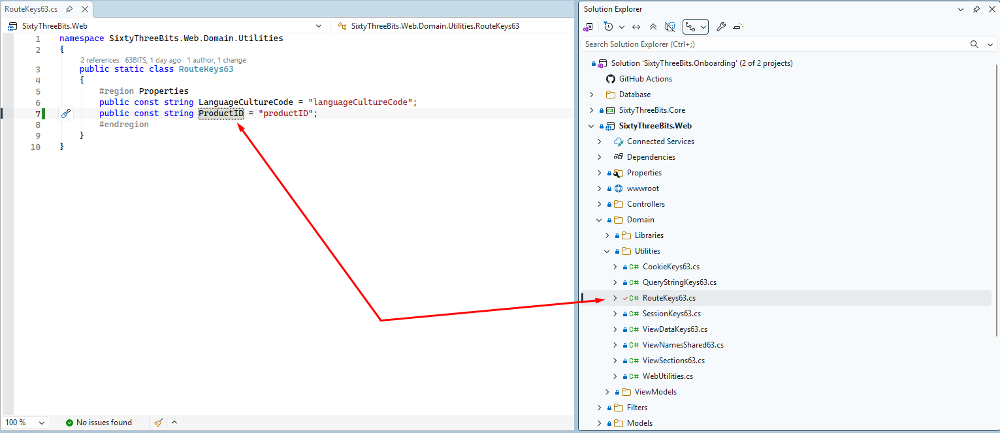 RouteKeys63.cs
SixtyThreeBits.Web
SixtyThreeBits.Web.Domain.Utilities.RouteKeys63
1 namespace SixtyThreeBits.Web.Domain.Utilities
2 {
2 references | 63BITS, 1 day ago | 1 author, 1 change
3 public static class RouteKeys63
4 {
5 #region Properties
6 public const string LanguageCultureCode = "languageCultureCode";
7 public const string ProductID = "productID";
8 #endregion
9 }
10 }
100 %
No issues found
Solution Explorer
Search Solution Explorer (Ctrl+;)
Solution 'SixtyThreeBits.Onboarding' (2 of 2 projects)
GitHub Actions
Database
C# SixtyThreeBits.Core
SixtyThreeBits.Web
Connected Services
Dependencies
Properties
wwwroot
Controllers
Domain
Libraries
Utilities
C# CookieKeys63.cs
C# QueryStringKeys63.cs
C# RouteKeys63.cs
C# SessionKeys63.cs
C# ViewDataKeys63.cs
C# ViewNamesShared63.cs
C# ViewSections63.cs
C# WebUtilities.cs
ViewModels
Filters
Models